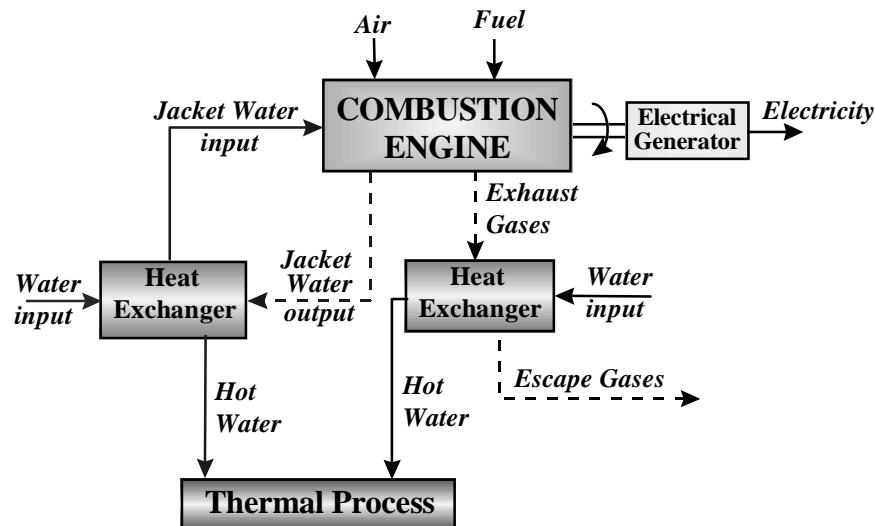 Air
Fuel
Jacket Water
input
COMBUSTION
ENGINE
Electrical
Generator
Electricity
Exhaust
Gases
Water
input
Heat
Exchanger
Jacket
Water
output
Heat
Exchanger
Water
input
Hot
Water
Hot
Water
Escape Gases
Thermal Process